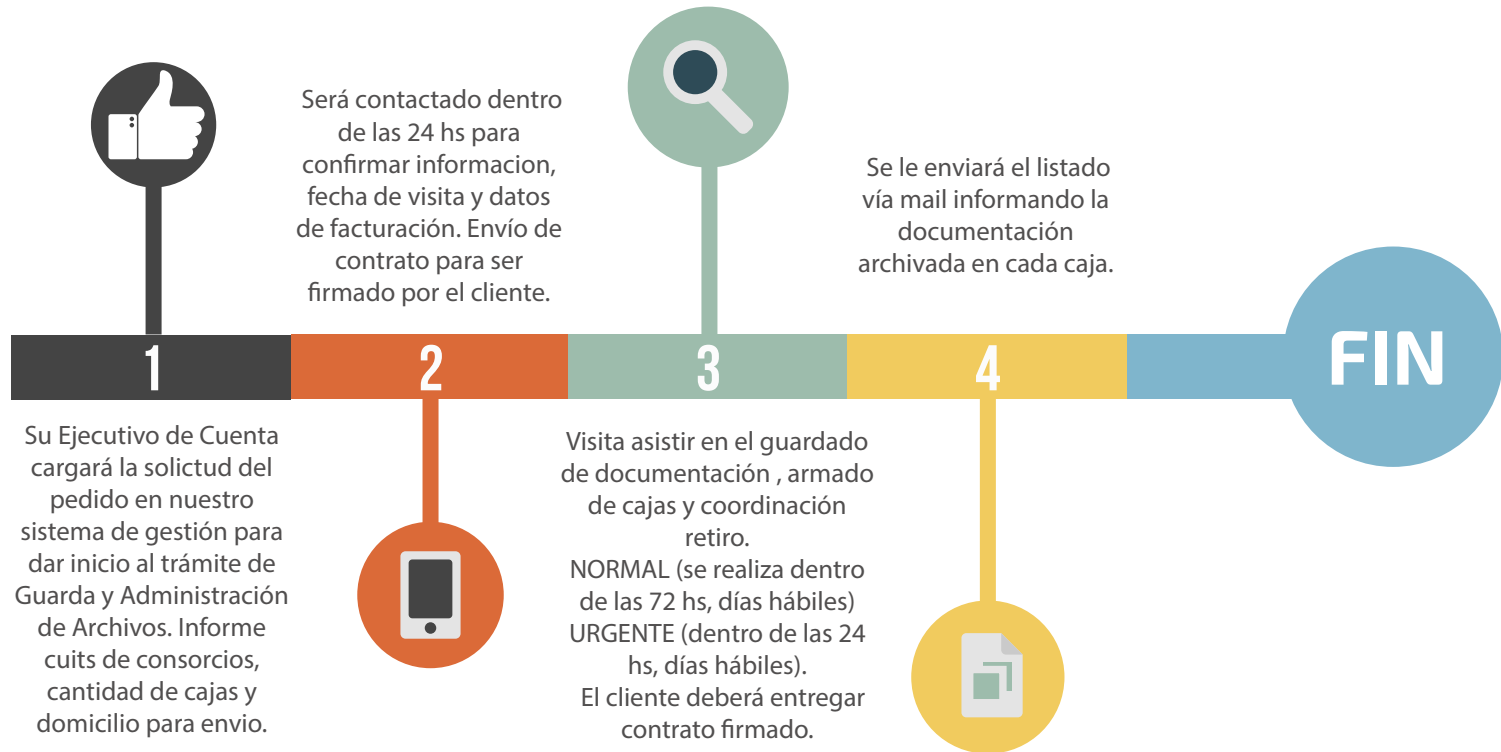 1
Su Ejecutivo de Cuenta
cargará la solictud del
pedido en nuestro
sistema de gestión para
dar inicio al trámite de
Guarda y Administración
de Archivos. Informe
cuits de consorcios,
cantidad de cajas y
domicilio para envio.
Será contactado dentro
de las 24 hs para
confirmar informacion,
fecha de visita y datos
de facturación. Envío de
contrato para ser
firmado por el cliente.
2
3
Visita asistir en el guardado
de documentación , armado
de cajas y coordinación
retiro.
NORMAL (se realiza dentro
de las 72 hs, días hábiles)
URGENTE (dentro de las 24
hs, días hábiles).
El cliente deberá entregar
contrato firmado.
Se le enviará el listado
vía mail informando la
documentación
archivada en cada caja.
4
FIN